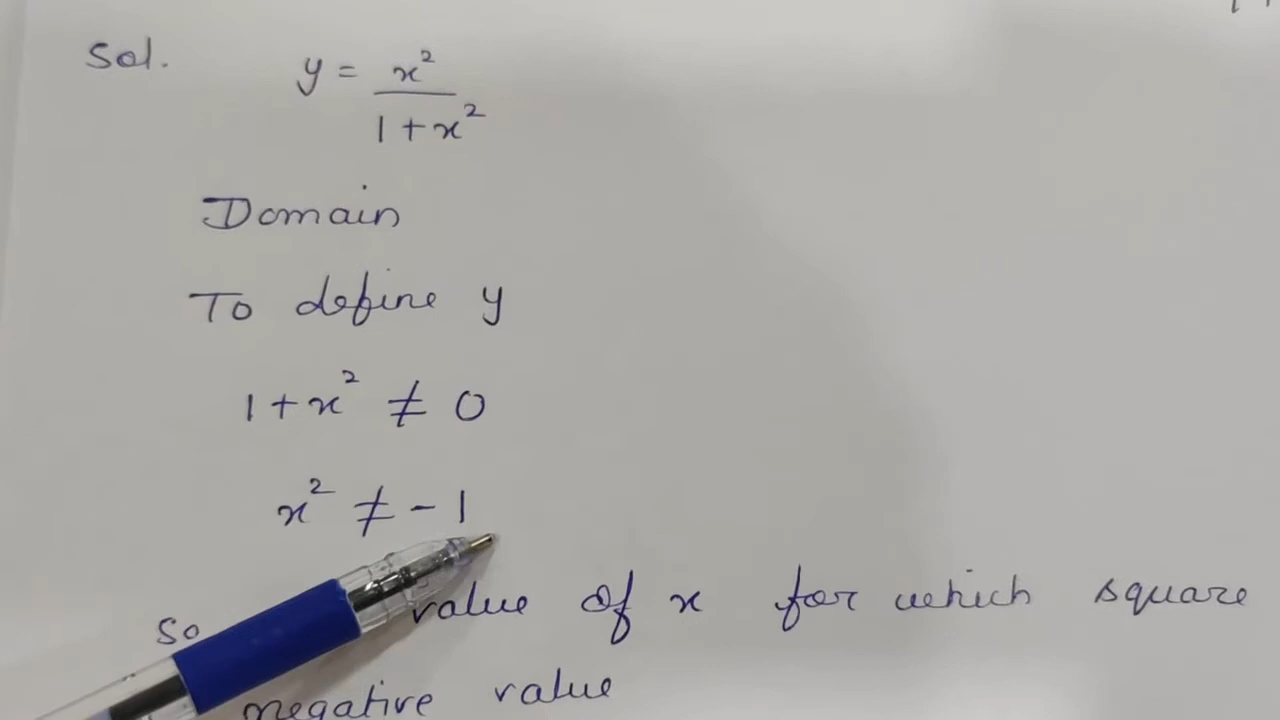 Sol. y = x²/(1+x²)
Domain
To define y
1+x² ≠ 0
x² ≠ -1
So value of x for which square
negative value